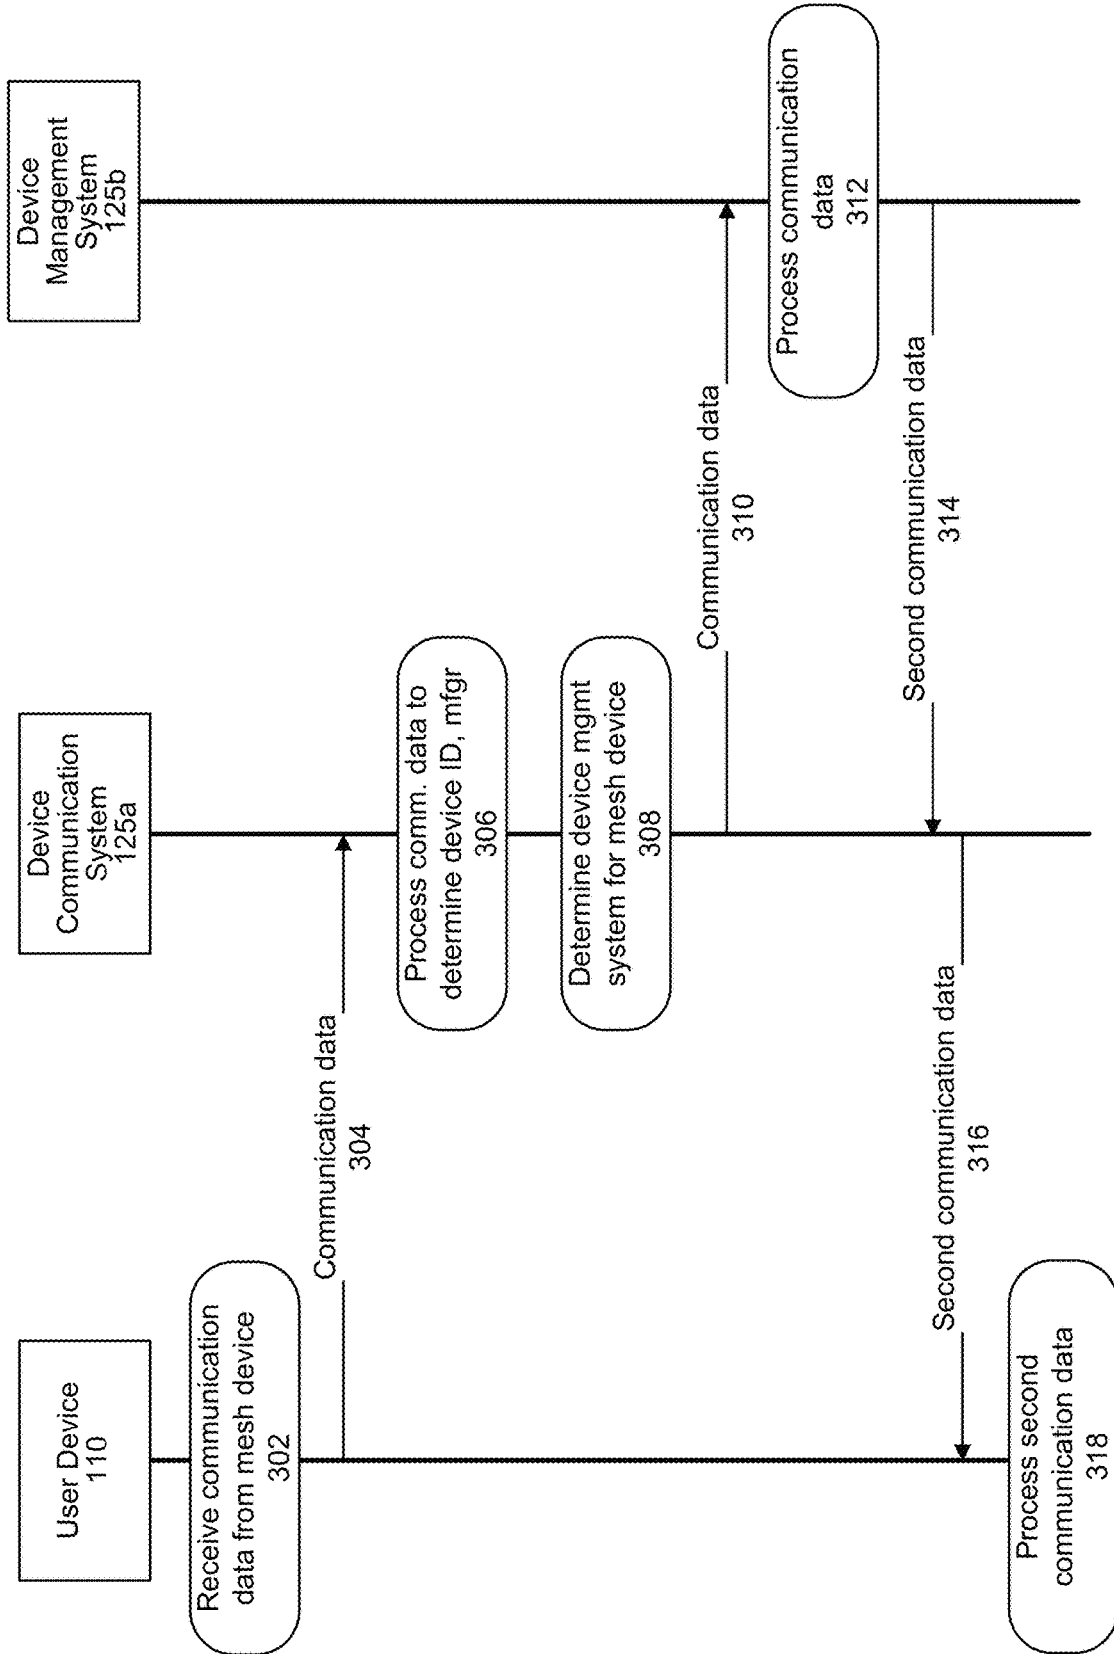 User Device
110
Device
Communication
System
125a
Device
Management
System
125b
Receive communication
data from mesh device
302
Communication data
304
Process comm. data to
determine device ID, mfgr
306
Determine device mgmt
system for mesh device
308
Communication data
310
Process communication
data
312
Second communication data
314
Second communication data
316
Process second
communication data
318